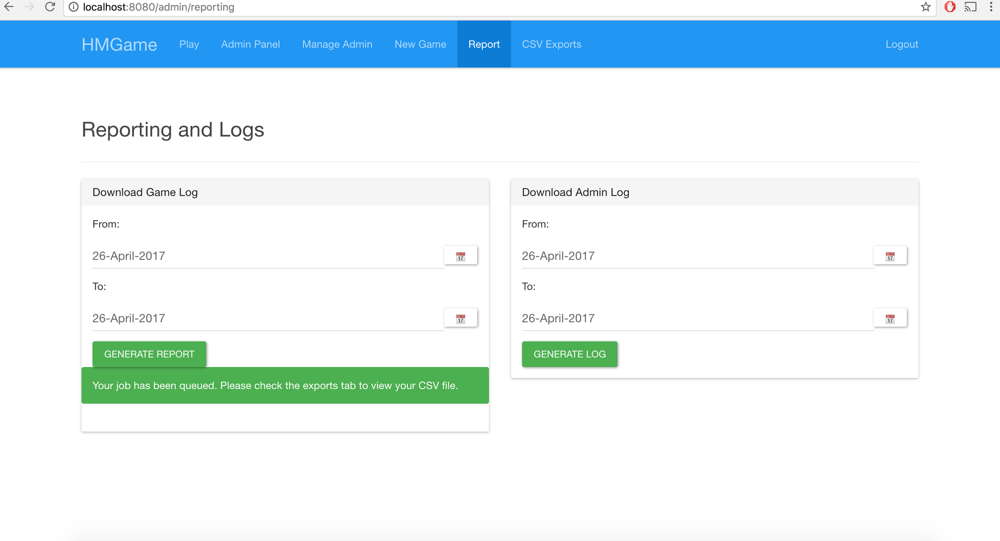 localhost:8080/admin/reporting
HMGame Play Admin Panel Manage Admin New Game Report CSV Exports Logout
Reporting and Logs
Download Game Log
From:
26-April-2017
17
To:
26-April-2017
17
GENERATE REPORT
Your job has been queued. Please check the exports tab to view your CSV file.
Download Admin Log
From:
26-April-2017
17
To:
26-April-2017
17
GENERATE LOG